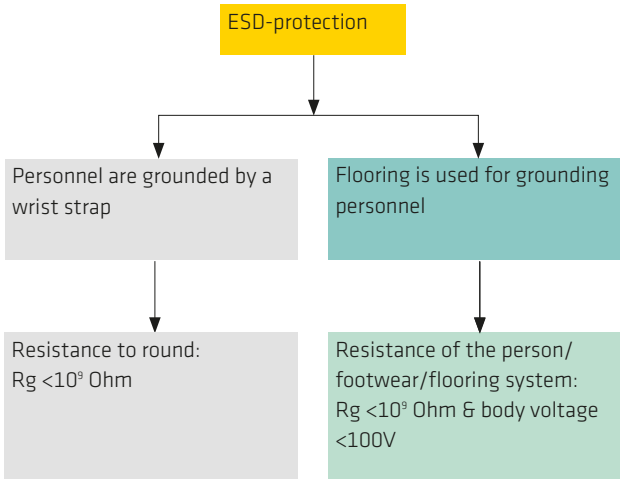 ESD-protection
Personnel are grounded by a
wrist strap
Flooring is used for grounding
personnel
Resistance to round:
Rg <10⁹ Ohm
Resistance of the person/
footwear/flooring system:
Rg <10⁹ Ohm & body voltage
<100V